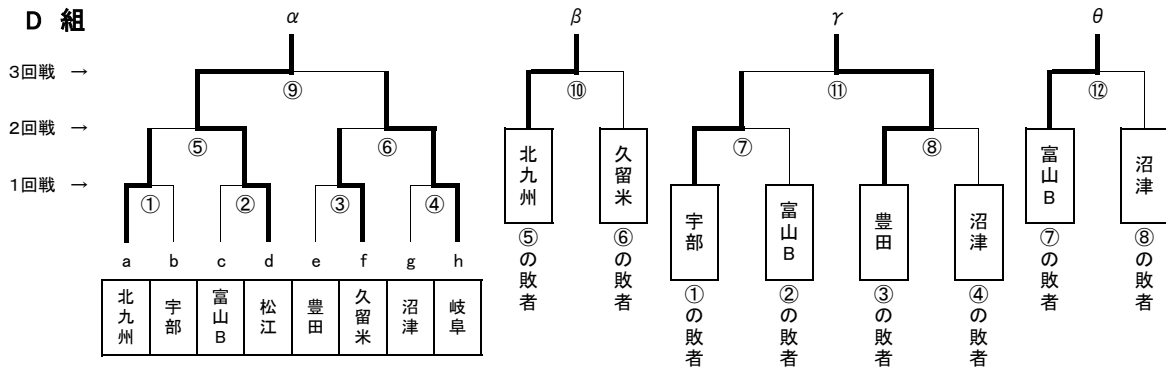 D 組
α β γ θ
3回戦 →
⑨ ⑩ ⑪ ⑫
2回戦 →
⑤ ⑥ ⑦ ⑧
1回戦 →
① ② ③ ④
a b c d e f g h
北九州
宇部
富山B
松江
豊田
久留米
沼津
岐阜
北九州
⑤の敗者
久留米
⑥の敗者
宇部
①の敗者
富山B
②の敗者
豊田
③の敗者
沼津
④の敗者
富山B
⑦の敗者
沼津
⑧の敗者